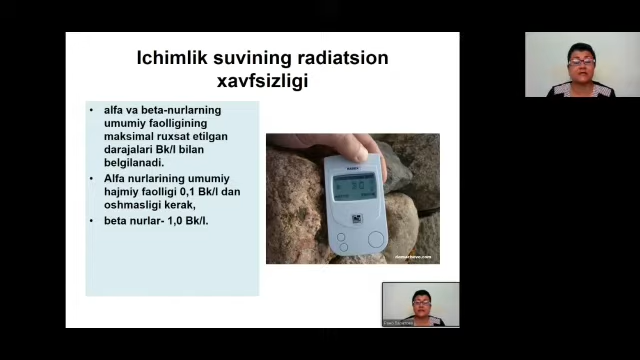 Ichimlik suvining radiatsion
xavfsizligi
• alfa va beta-nurlarning
umumiy faolligining
maksimal ruxsat etilgan
darajalari Bk/l bilan
belgilanadi.
• Alfa nurlarining umumiy
hajmiy faolligi 0,1 Bk/l dan
oshmasligi kerak,
• beta nurlar- 1,0 Bk/l.